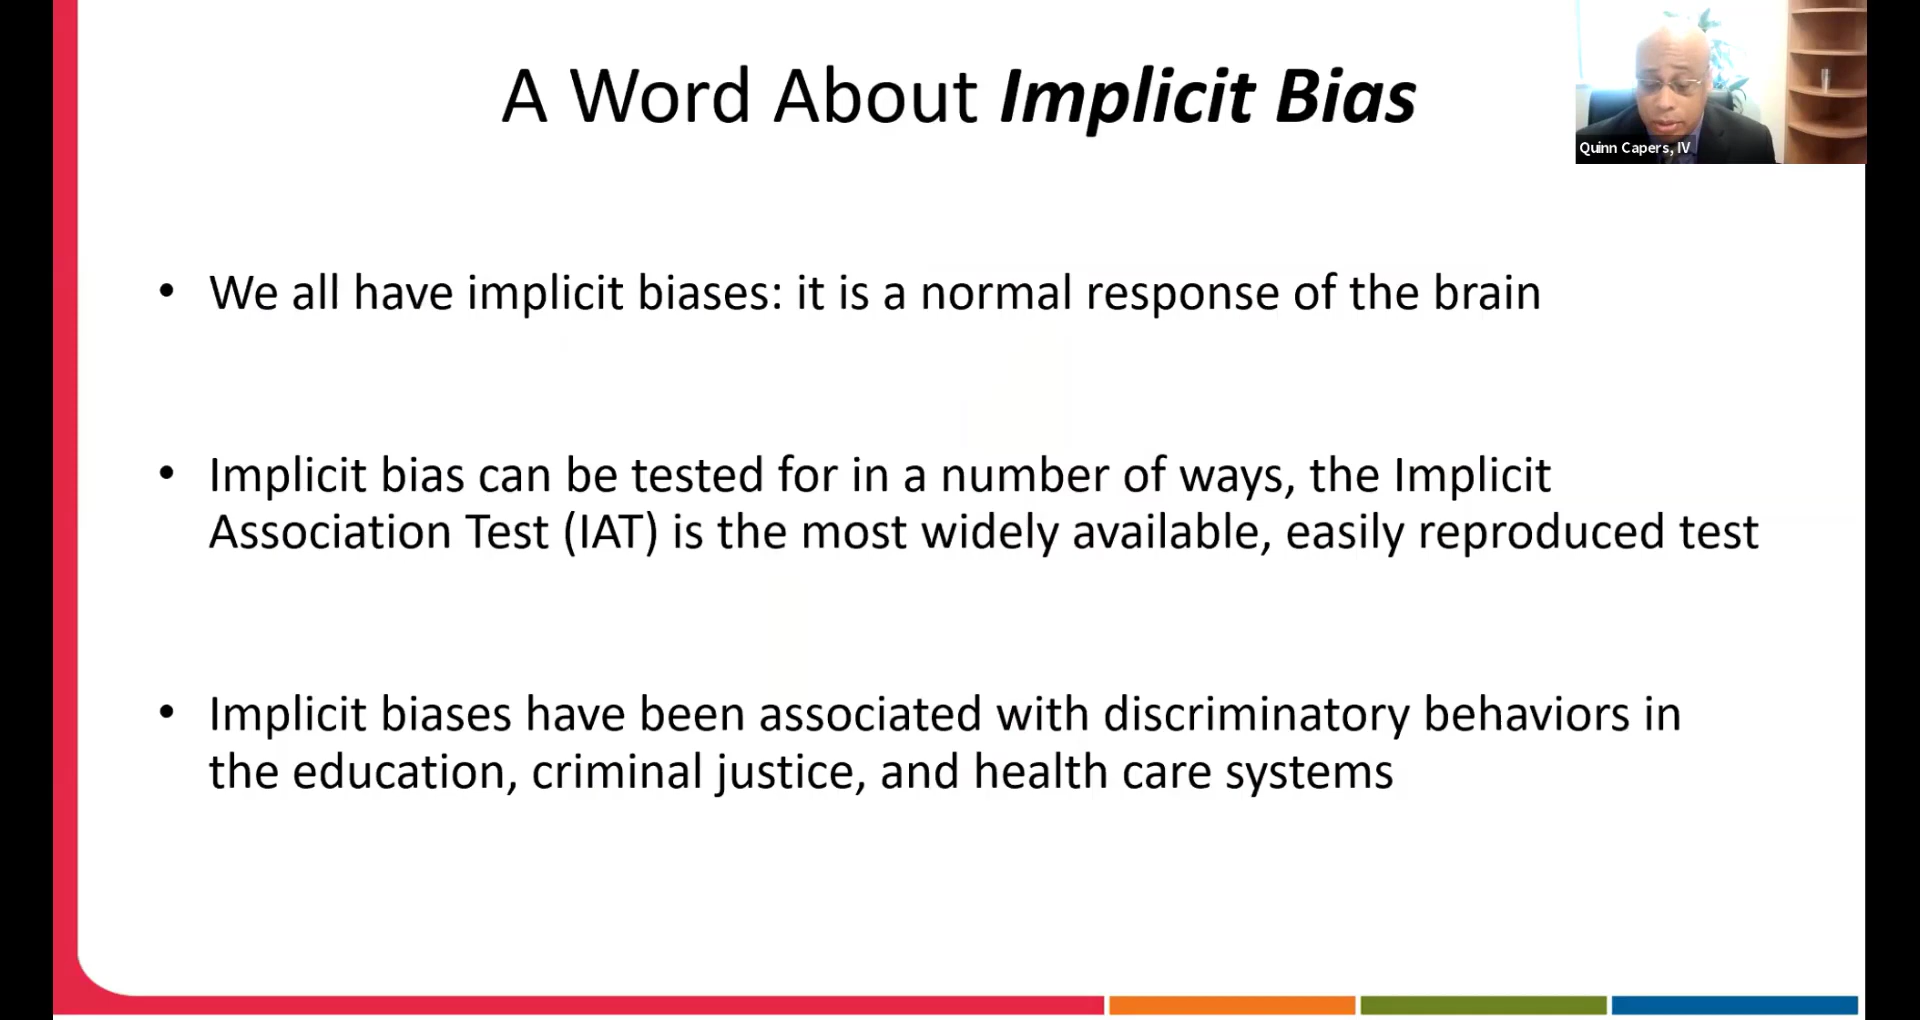 A Word About Implicit Bias
Quinn Capers, IV
• We all have implicit biases: it is a normal response of the brain
• Implicit bias can be tested for in a number of ways, the Implicit
Association Test (IAT) is the most widely available, easily reproduced test
• Implicit biases have been associated with discriminatory behaviors in
the education, criminal justice, and health care systems